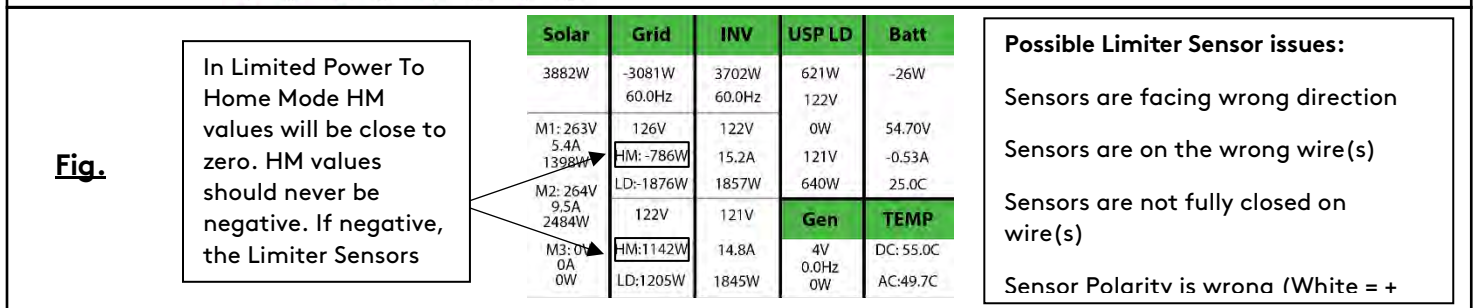 Fig.
In Limited Power To
Home Mode HM
values will be close to
zero. HM values
should never be
negative. If negative,
the Limiter Sensors
Solar Grid INV USP LD Batt
3882W -3081W 3702W 621W -26W
60.0Hz 60.0Hz 122V
M1: 263V 126V 122V 0W 54.70V
5.4A
1398W HM: -786W 15.2A 121V -0.53A
M2: 264V LD:-1876W 1857W 640W 25.0C
9.5A
2484W 122V 121V Gen TEMP
M3: 0V HM:1142W 14.8A 4V DC: 55.0C
0A 0.0Hz
0W LD:1205W 1845W 0W AC:49.7C
Possible Limiter Sensor issues:
Sensors are facing wrong direction
Sensors are on the wrong wire(s)
Sensors are not fully closed on
wire(s)
Sensor Polarity is wrong (White = +